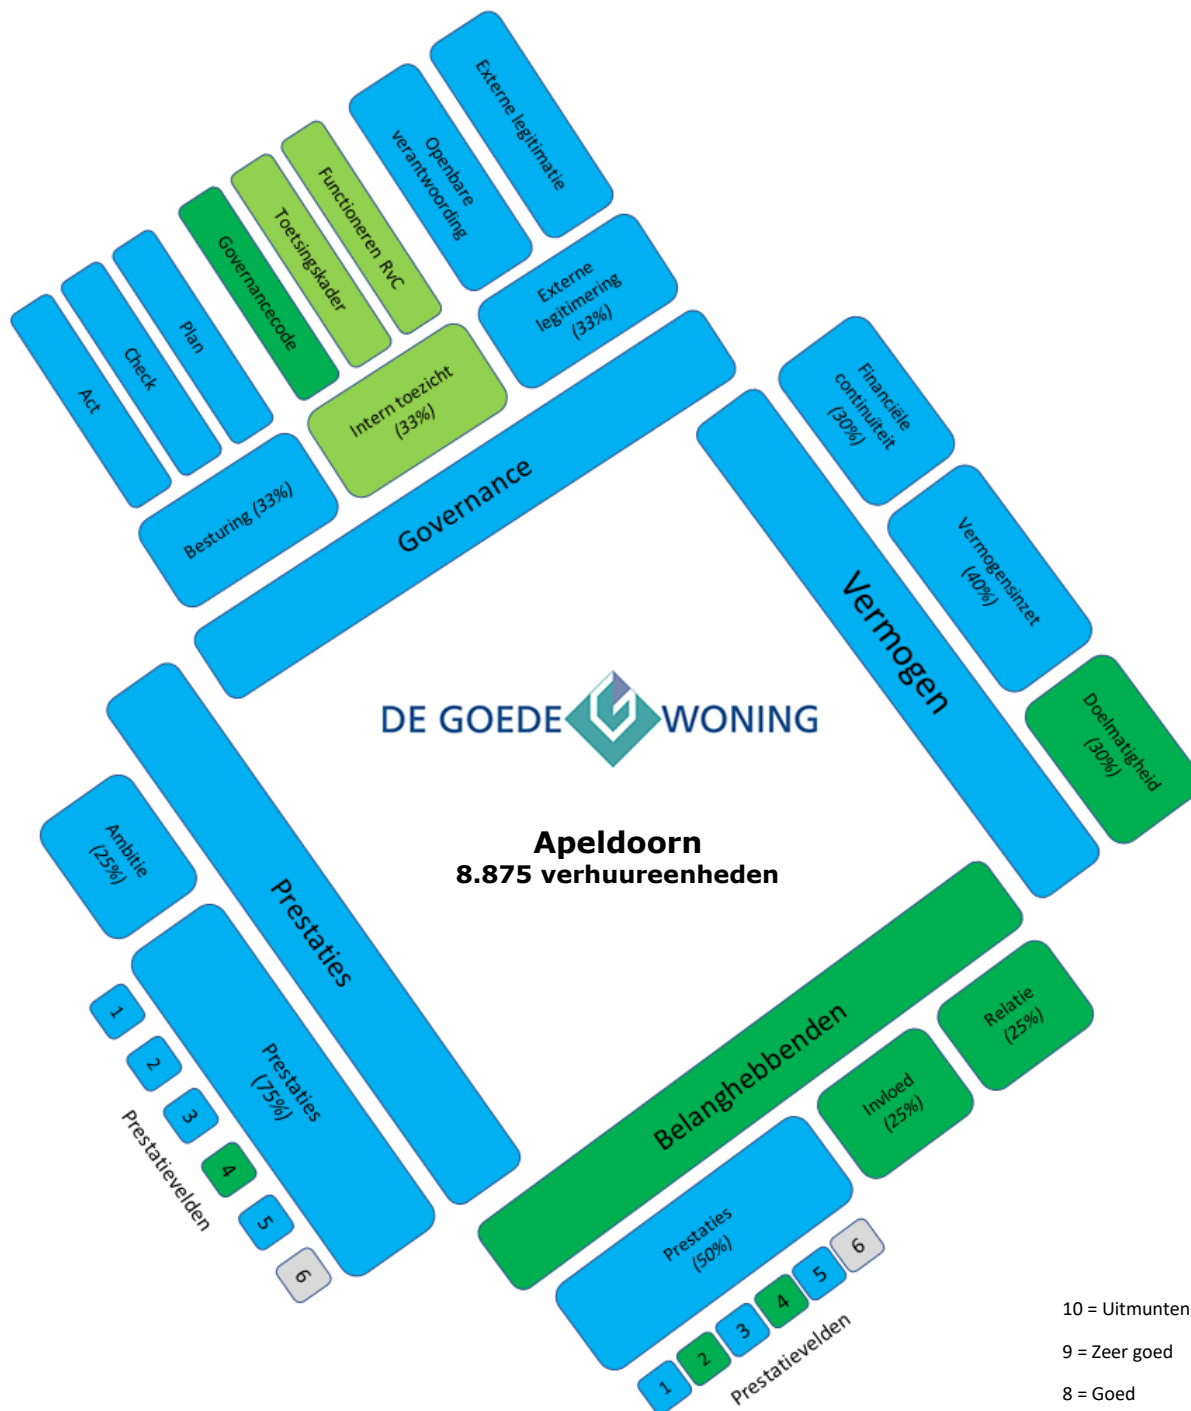 Externe legitimatie
Openbare
verantwoording
Functioneren RvC
Toetsingskader
Governancecode
Plan
Check
Act
Externe
legitimering
(33%)
Intern toezicht
(33%)
Besturing (33%)
Governance
Financiële
continuïteit
(30%)
Vermogensinzet
(40%)
Doelmatigheid
(30%)
Vermogen
DE GOEDE WONING
Apeldoorn
8.875 verhuureenheden
Ambitie
(25%)
Prestaties
(75%)
Prestaties
1
2
3
4
5
6
Prestatievelden
Belanghebbenden
Relatie
(25%)
Invloed
(25%)
Prestaties
(50%)
1
2
3
4
5
6
Prestatievelden
10 = Uitmunten
9 = Zeer goed
8 = Goed